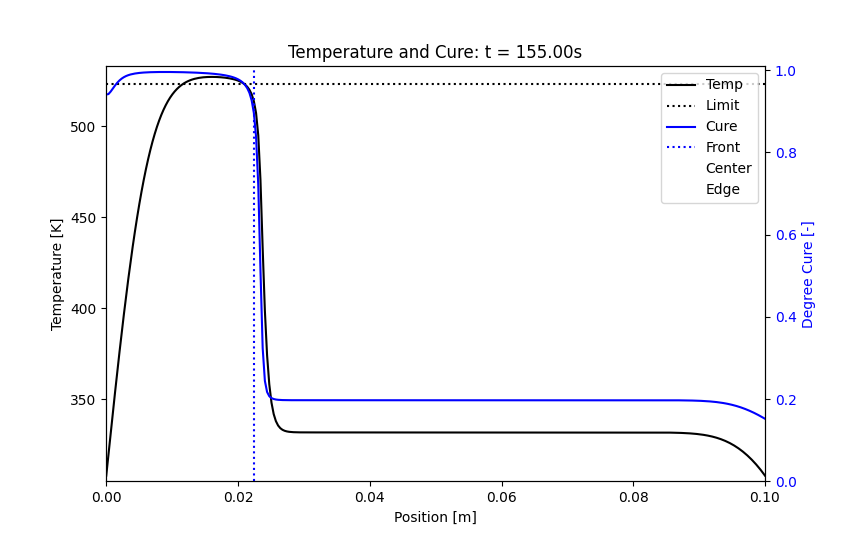 Temperature and Cure: t = 155.00s
Temp
Limit
Cure
Front
Center
Edge
Temperature [K]
500
450
400
350
Degree Cure [-]
1.0
0.8
0.6
0.4
0.2
0.0
0.00 0.02 0.04 0.06 0.08 0.10
Position [m]